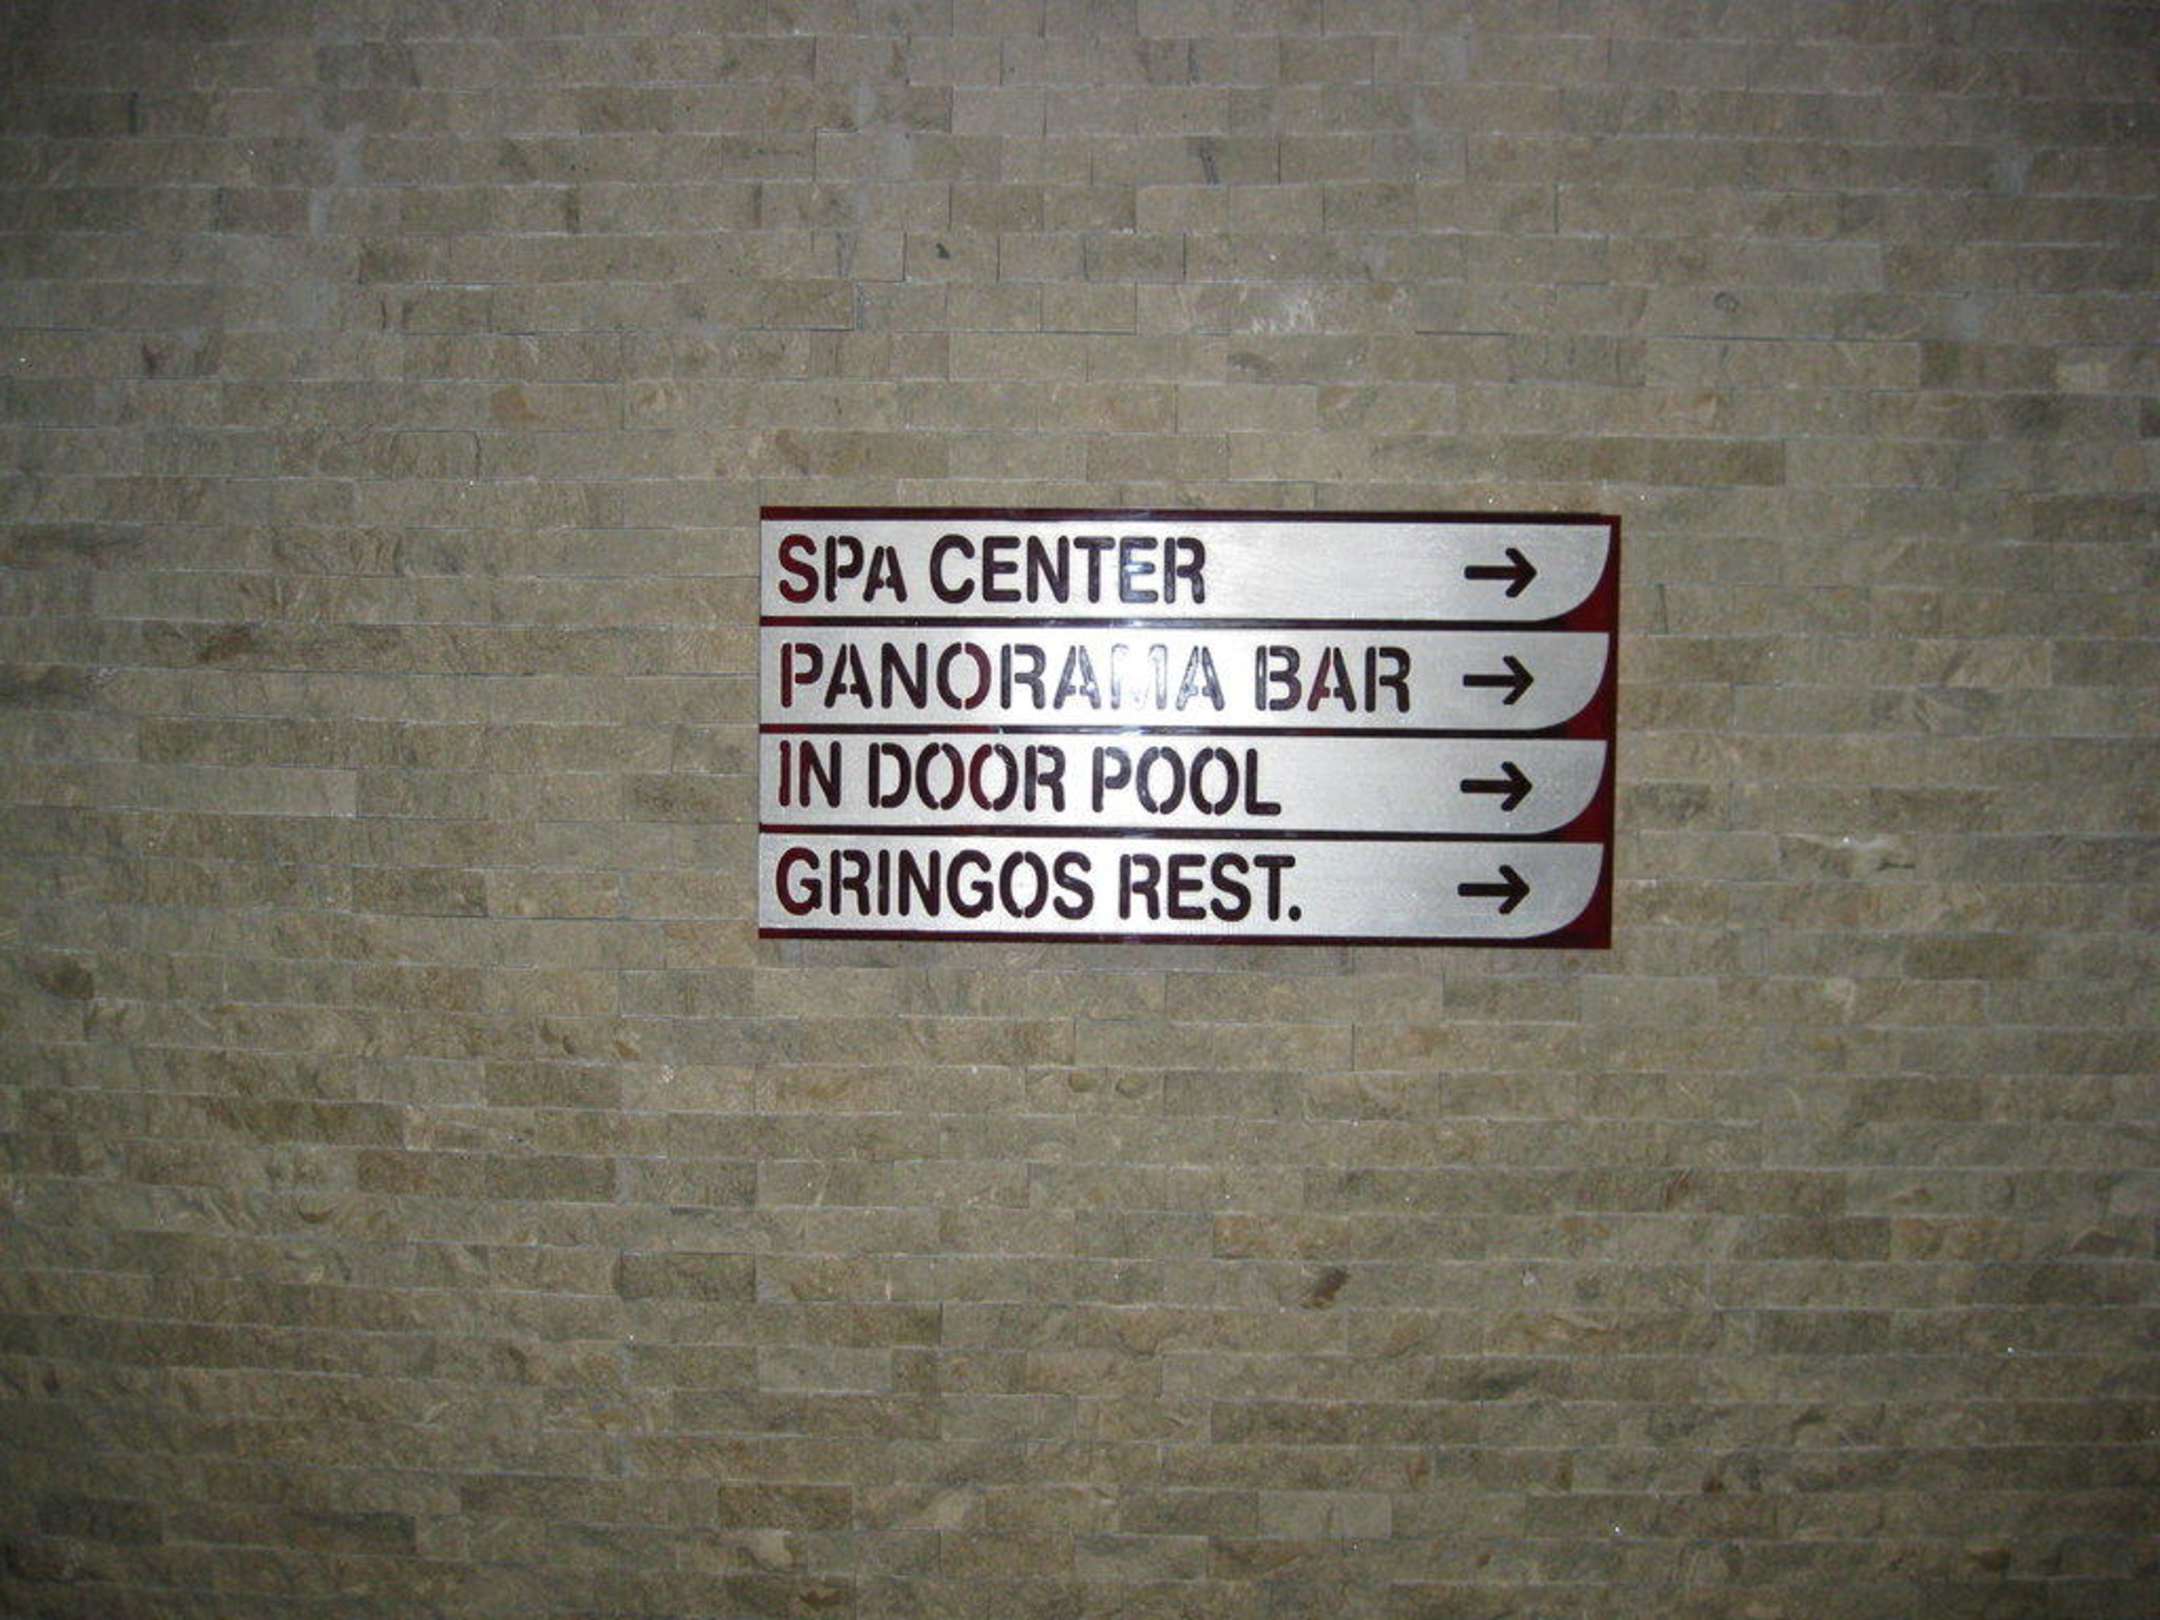 SPA CENTER →
PANORAMA BAR →
IN DOOR POOL →
GRINGOS REST. →